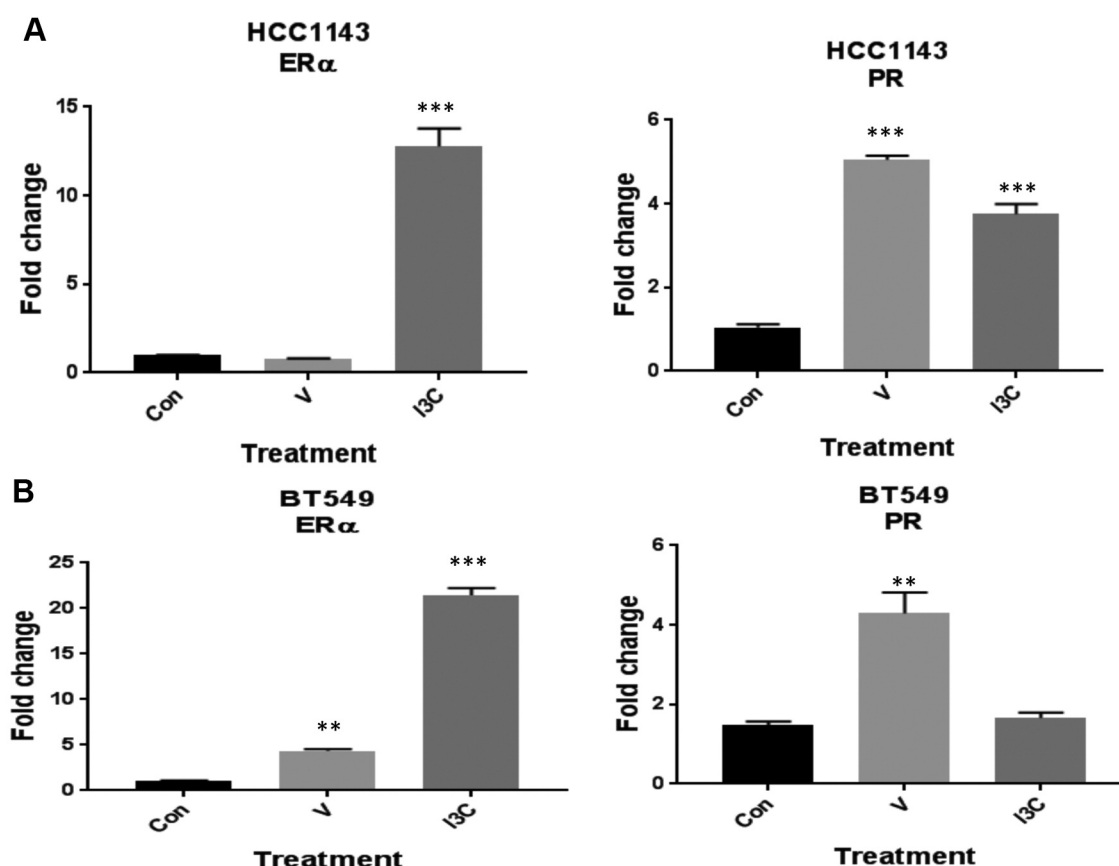 A
HCC1143
ERα
***
15
10
5
0
Fold change
Con
V
I3C
Treatment
HCC1143
PR
***
***
6
4
2
0
Fold change
Con
V
I3C
Treatment
B
BT549
ERα
***
**
25
20
15
10
5
0
Fold change
Con
V
I3C
Treatment
BT549
PR
**
6
4
2
0
Fold change
Con
V
I3C
Treatment